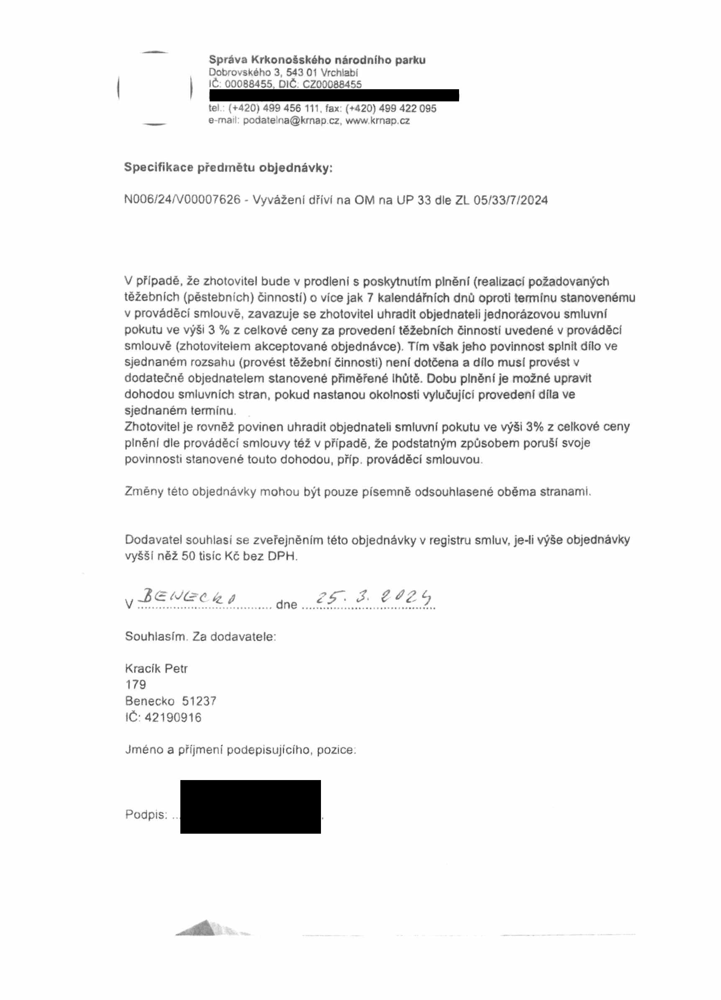 Správa Krkonošského národního parku
Dobrovského 3, 543 01 Vrchlabí
IČ: 00088455, DIČ: CZ00088455
tel.: (+420) 499 456 111, fax: (+420) 499 422 095
e-mail: podatelna@krnap.cz, www.krnap.cz
Specifikace předmětu objednávky:
N006/24/V00007626 - Vyvážení dříví na OM na UP 33 dle ZL 05/33/7/2024
V případě, že zhotovitel bude v prodlení s poskytnutím plnění (realizací požadovaných
těžebních (pěstebních) činností) o více jak 7 kalendářních dnů oproti termínu stanovenému
v prováděcí smlouvě, zavazuje se zhotovitel uhradit objednateli jednorázovou smluvní
pokutu ve výši 3 % z celkové ceny za provedení těžebních činností uvedené v prováděcí
smlouvě (zhotovitelem akceptované objednávce). Tím však jeho povinnost splnit dílo ve
sjednaném rozsahu (provést těžební činnosti) není dotčena a dílo musí provést v
dodatečné objednatelem stanovené přiměřené lhůtě. Dobu plnění je možné upravit
dohodou smluvních stran, pokud nastanou okolnosti vylučující provedení díla ve
sjednaném termínu.
Zhotovitel je rovněž povinen uhradit objednateli smluvní pokutu ve výši 3% z celkové ceny
plnění dle prováděcí smlouvy též v případě, že podstatným způsobem poruší svoje
povinnosti stanovené touto dohodou, příp. prováděcí smlouvou.
Změny této objednávky mohou být pouze písemně odsouhlasené oběma stranami.
Dodavatel souhlasí se zveřejněním této objednávky v registru smluv, je-li výše objednávky
vyšší něž 50 tisíc Kč bez DPH.
V BENECKO dne 25. 3. 2024
Souhlasím. Za dodavatele:
Kracík Petr
179
Benecko 51237
IČ: 42190916
Jméno a příjmení podepisujícího, pozice:
Podpis: ...